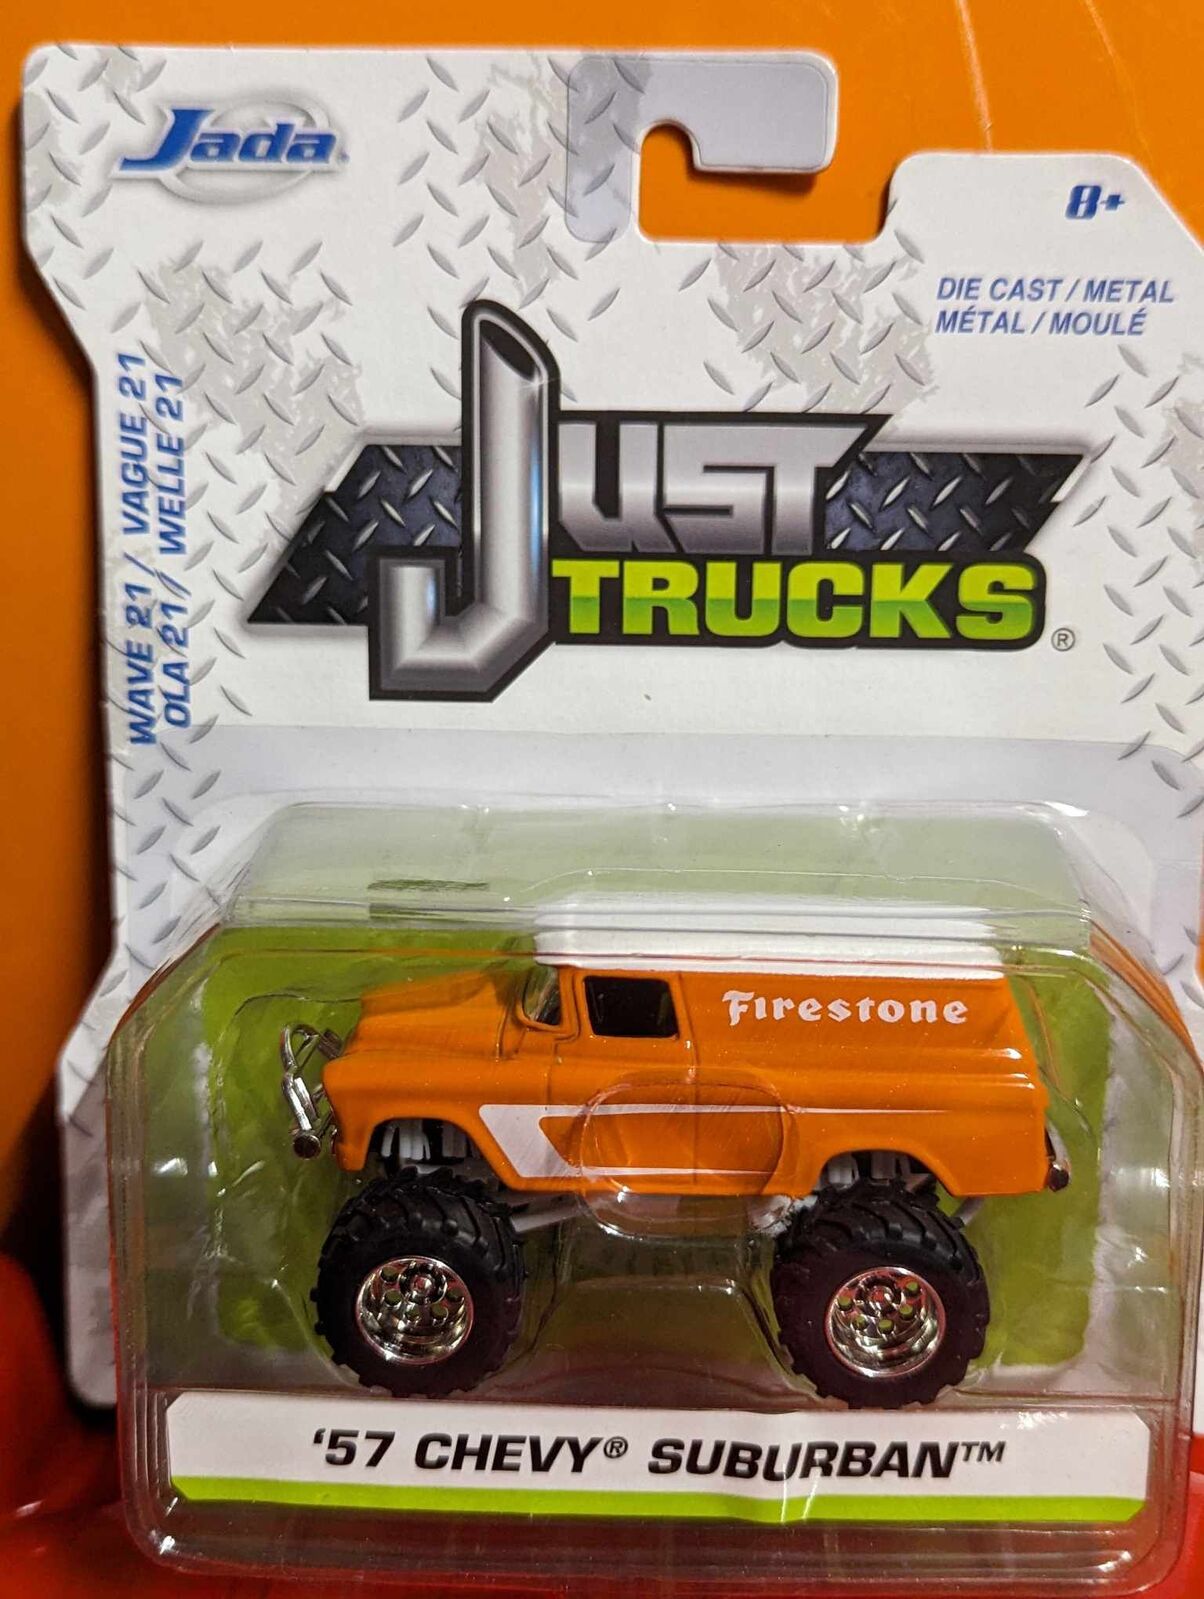 Jada
8+
DIE CAST / METAL
MÉTAL / MOULÉ
WAVE 21 / VAGUE 21
OLA 21 / WELLE 21
JUST
TRUCKS®
Firestone
'57 CHEVY® SUBURBAN™